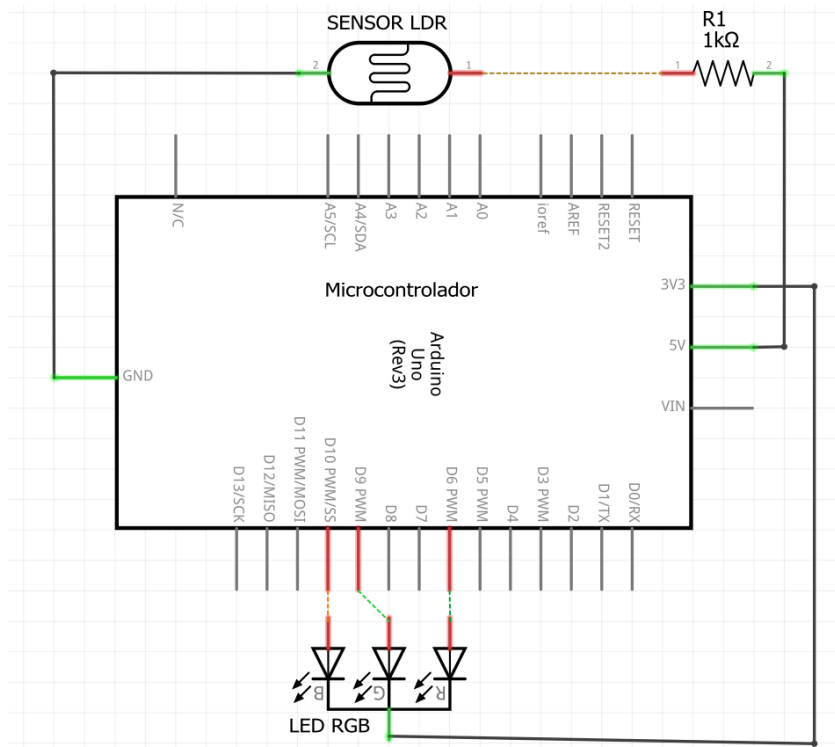 SENSOR LDR
R1
1kΩ
2
1
1
2
N/C
A5/SCL
A4/SDA
A3
A2
A1
A0
ioref
AREF
RESET2
RESET
Microcontrolador
3V3
Arduino
Uno
(Rev3)
5V
GND
VIN
D13/SCK
D12/MISO
D11 PWM/MOSI
D10 PWM/SS
D9 PWM
D8
D7
D6 PWM
D5 PWM
D4
D3 PWM
D2
D1/TX
D0/RX
B
G
R
LED RGB